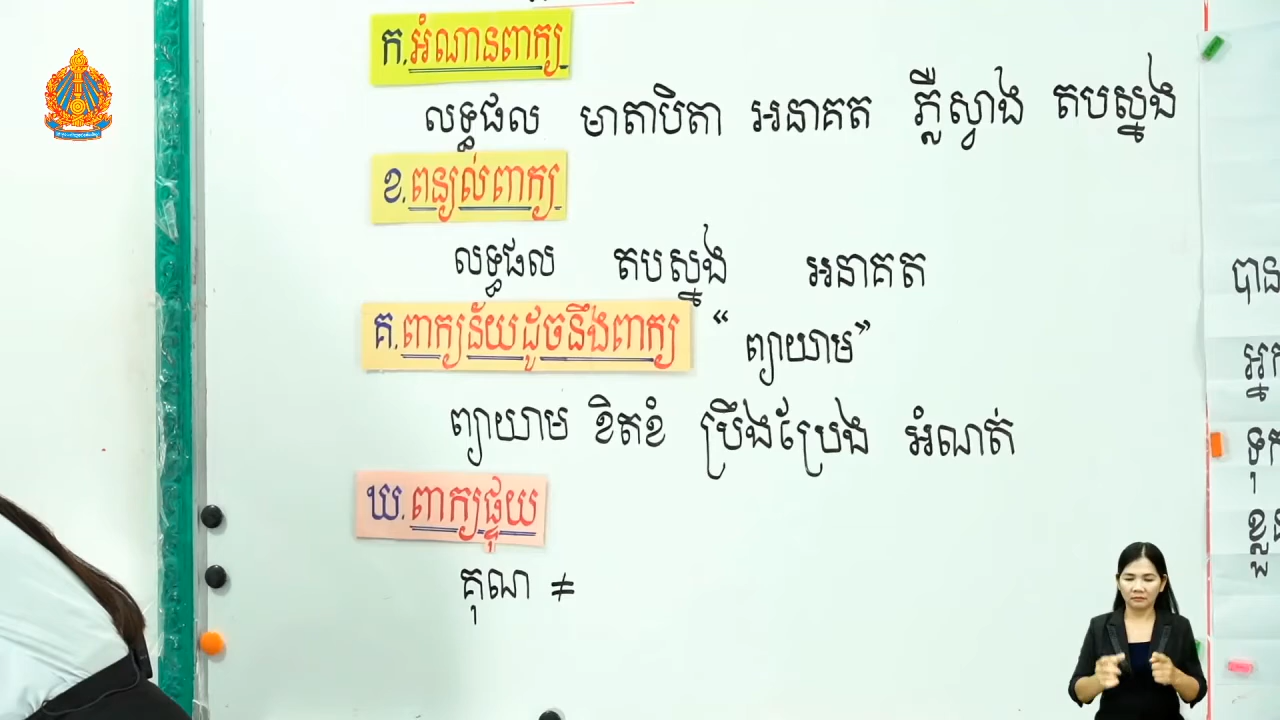 ក.អំណានពាក្យ
លទ្ធផល មាតាបិតា អនាគត ភ្លឺស្វាង តបស្នង
ខ.ពន្យល់ពាក្យ
លទ្ធផល តបស្នង អនាគត
គ.ពាក្យន័យដូចនឹងពាក្យ “ព្យាយាម”
ព្យាយាម ខិតខំ ប្រឹងប្រែង អំណត់
ឃ.ពាក្យផ្ទុយ
គុណ ≠
បាន